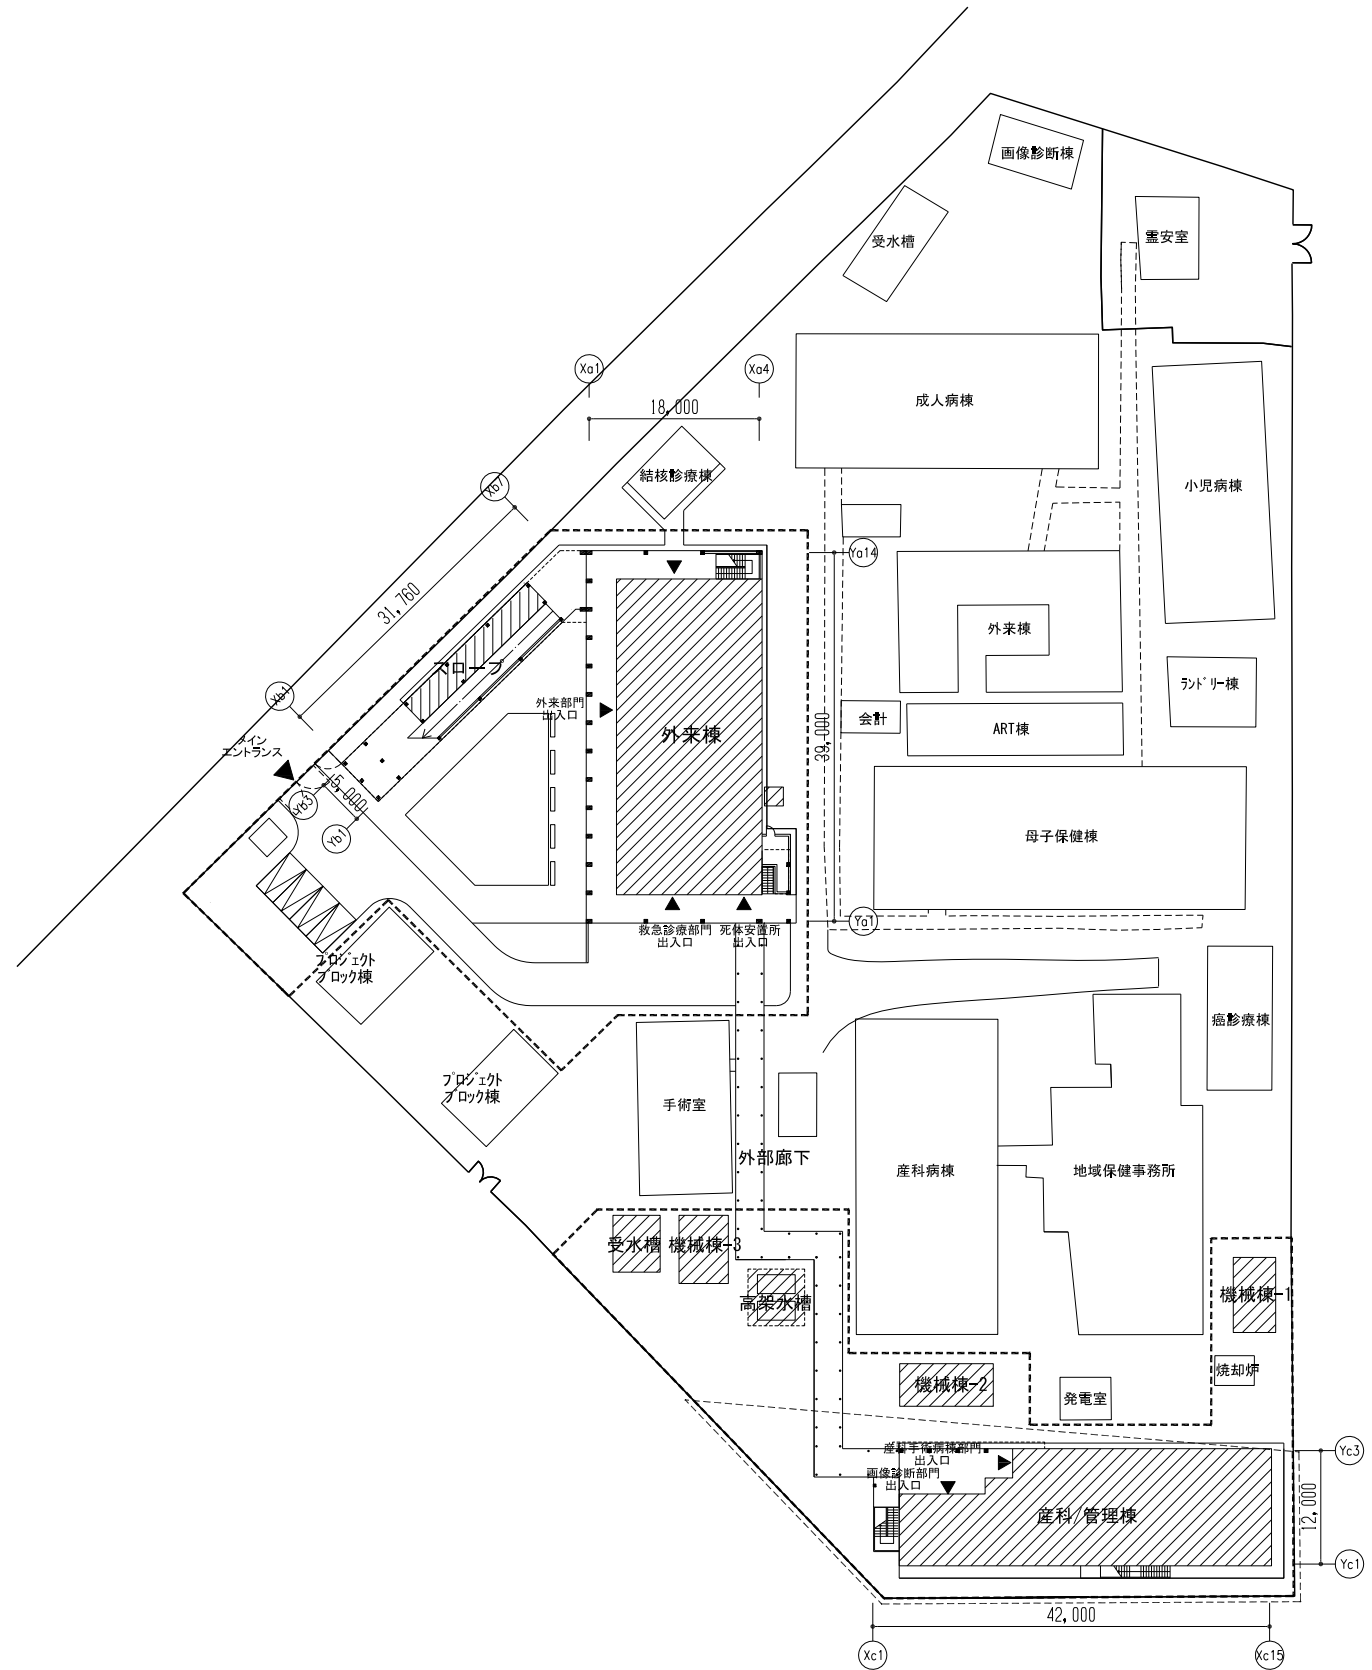 画像診断棟
受水槽
霊安室
Xa1
Xa4
18,000
成人病棟
結核診療棟
小児病棟
Xb7
Ya14
31,760
外来棟
スロープ
ランドリー棟
Xb1
外来部門
出入口
会計
ART棟
メイン
エントランス
外来棟
39,000
5,000
Yb3
Yb1
母子保健棟
Ya1
救急診療部門
出入口
死体安置所
出入口
プロジェクト
ブロック棟
癌診療棟
プロジェクト
ブロック棟
手術室
外部廊下
産科病棟
地域保健事務所
受水槽
機械棟-3
高架水槽
機械棟-1
機械棟-2
焼却炉
発電室
産科手術病棟部門
出入口
画像診断部門
出入口
Yc3
産科/管理棟
12,000
Yc1
42,000
Xc1
Xc15